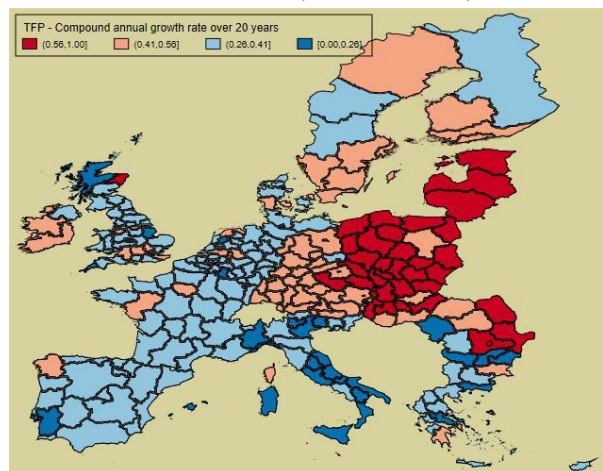 TFP - Compound annual growth rate over 20 years
(0.56,1.00] (0.41,0.56] (0.26,0.41] [0.00,0.26]